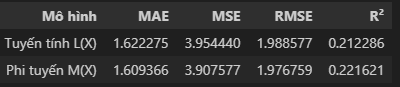 Mô hình MAE MSE RMSE R²
Tuyến tính L(X) 1.622275 3.954440 1.988577 0.212286
Phi tuyến M(X) 1.609366 3.907577 1.976759 0.221621